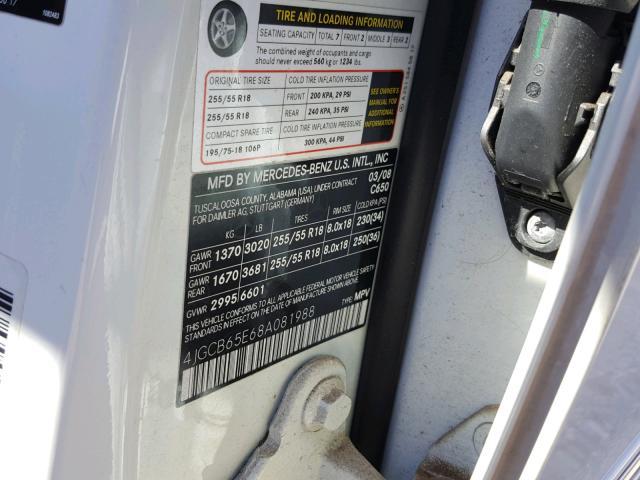 TIRE AND LOADING INFORMATION
SEATING CAPACITY TOTAL 7 FRONT 2 MIDDLE 3 REAR 2
The combined weight of occupants and cargo
should never exceed 560 kg or 1234 lbs.
ORIGINAL TIRE SIZE COLD TIRE INFLATION PRESSURE
255/55 R18 FRONT 200 KPA, 29 PSI
255/55 R18 REAR 240 KPA, 35 PSI
COMPACT SPARE TIRE COLD TIRE INFLATION PRESSURE
195/75-18 106P 300 KPA, 44 PSI
SEE OWNER'S
MANUAL FOR
ADDITIONAL
INFORMATION
MFD BY MERCEDES-BENZ U.S. INTL., INC
TUSCALOOSA COUNTY, ALABAMA (USA) UNDER CONTRACT 03/08
FOR DAIMLER AG, STUTTGART (GERMANY) C650
KG LB TIRES RIM SIZE COLD KPA (PSI)
GAWR FRONT 1370 3020 255/55 R18 8.0x18 230(34)
GAWR REAR 1670 3681 255/55 R18 8.0x18 250(36)
GVWR 2995 6601
THIS VEHICLE CONFORMS TO ALL APPLICABLE FEDERAL MOTOR VEHICLE SAFETY
STANDARDS IN EFFECT ON THE DATE OF MANUFACTURE SHOWN ABOVE
4JGCB65E68A081988 TYPE: MPV